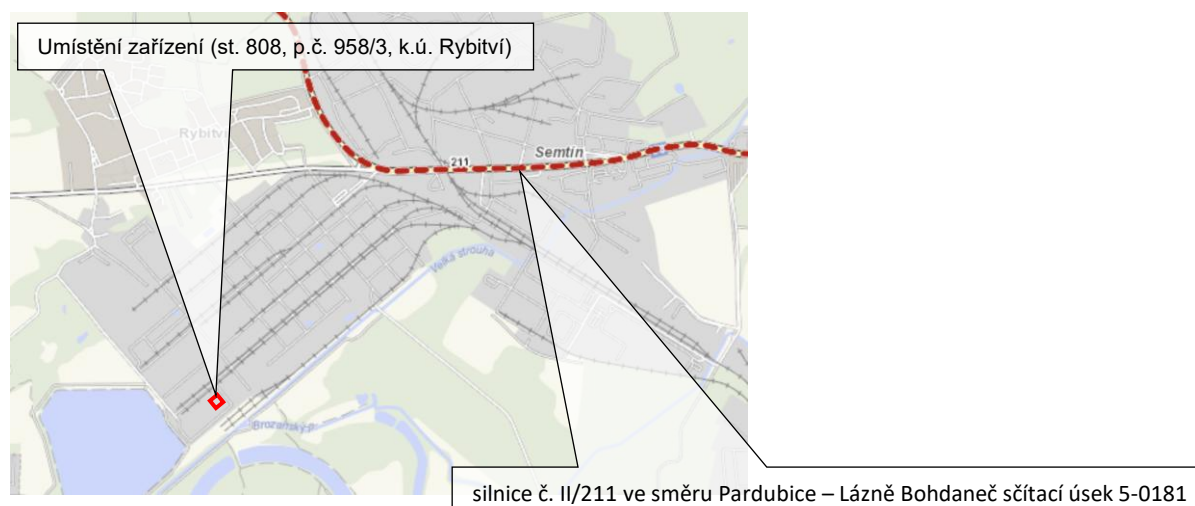 Umístění zařízení (st. 808, p.č. 958/3, k.ú. Rybitví)
Rybitví
211
Semtín
Velká strouha
Brozanský p.
silnice č. II/211 ve směru Pardubice – Lázně Bohdaneč sčítací úsek 5-0181